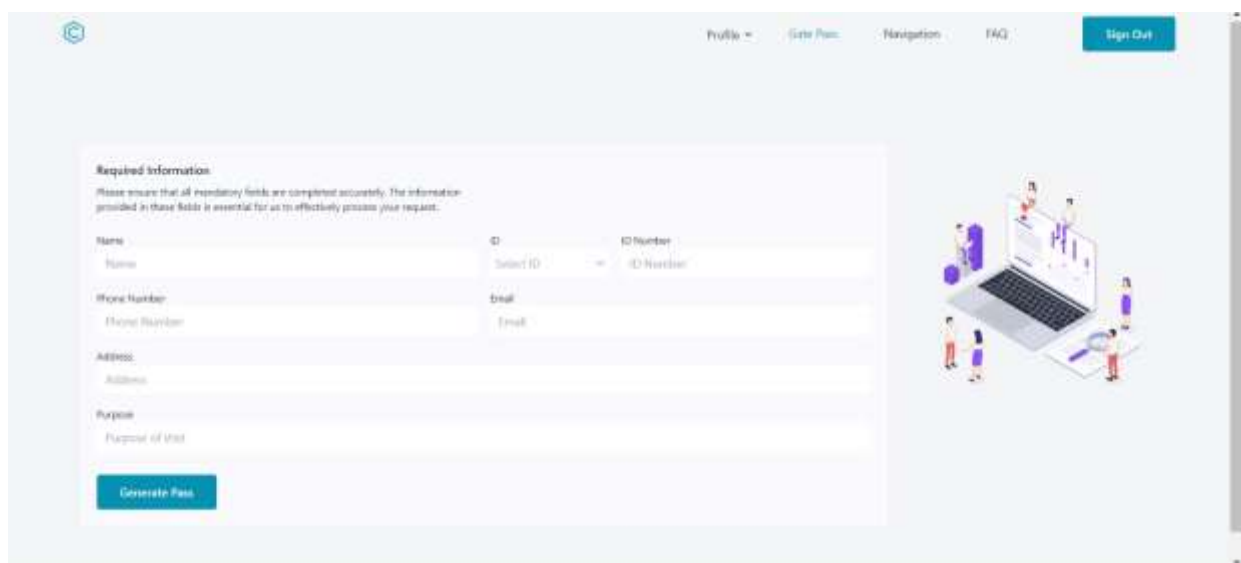 Profile Gate Pass Navigation FAQ Sign Out
Required Information
Please ensure that all mandatory fields are completed accurately. The information
provided in these fields is essential for us to effectively process your request.
Name ID ID Number
Name Select ID ID Number
Phone Number Email
Phone Number Email
Address
Address
Purpose
Purpose of Visit
Generate Pass